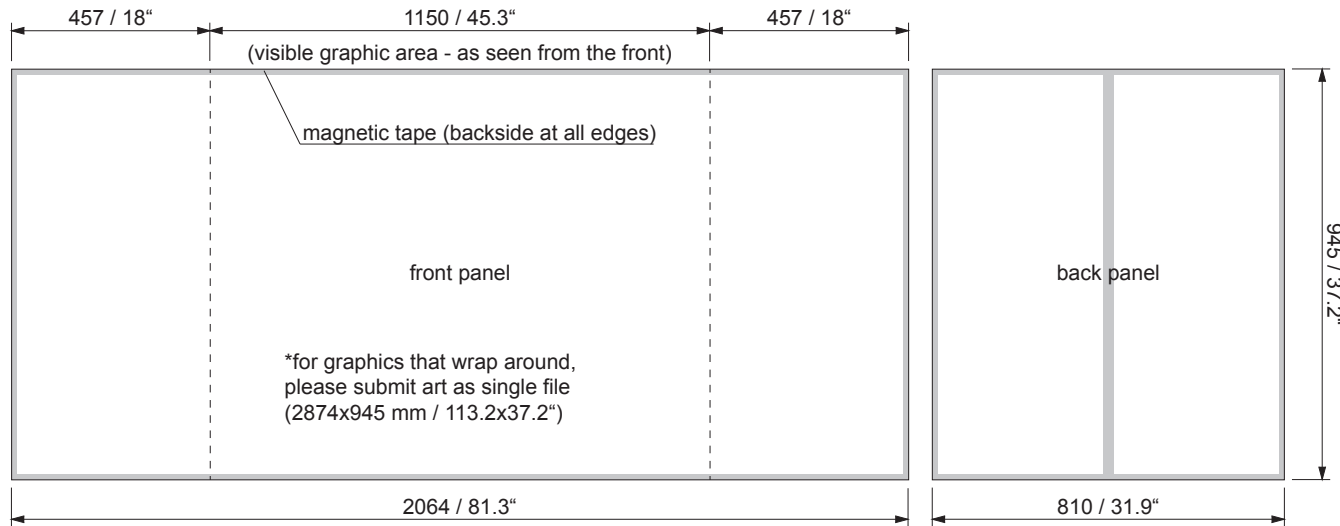 457 / 18“
1150 / 45.3“
457 / 18“
(visible graphic area - as seen from the front)
magnetic tape (backside at all edges)
front panel
back panel
945 / 37.2“
*for graphics that wrap around,
please submit art as single file
(2874x945 mm / 113.2x37.2“)
2064 / 81.3“
810 / 31.9“